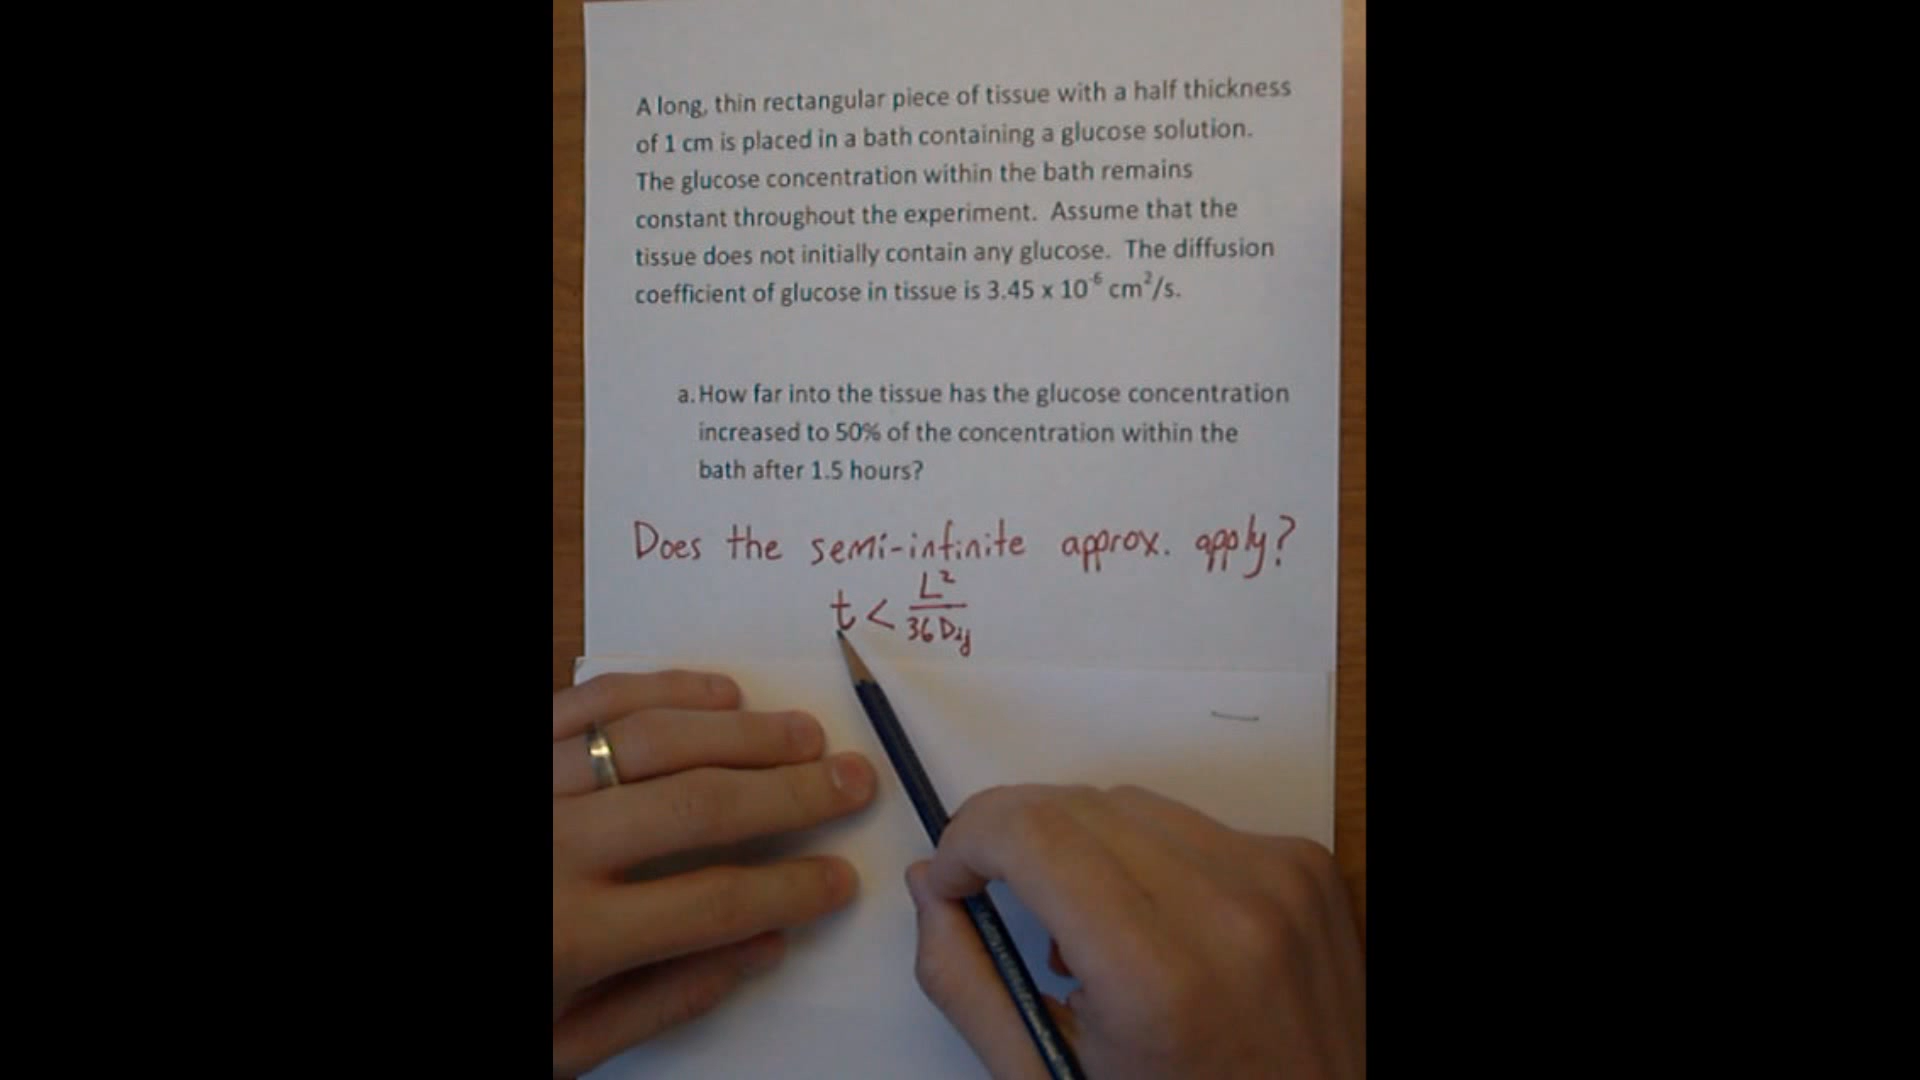 A long, thin rectangular piece of tissue with a half thickness
of 1 cm is placed in a bath containing a glucose solution.
The glucose concentration within the bath remains
constant throughout the experiment. Assume that the
tissue does not initially contain any glucose. The diffusion
coefficient of glucose in tissue is 3.45 x 10⁻⁶ cm²/s.
a. How far into the tissue has the glucose concentration
increased to 50% of the concentration within the
bath after 1.5 hours?
Does the semi-infinite approx. apply?
t < L² / 36 Dij